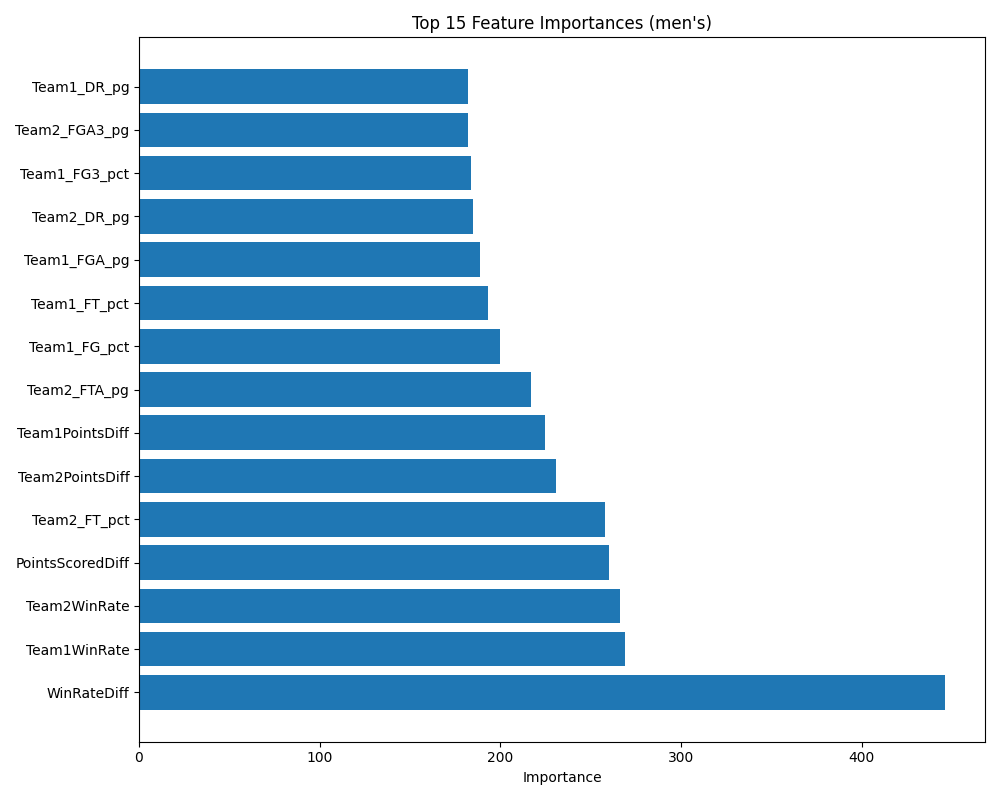 Top 15 Feature Importances (men's)
Team1_DR_pg
Team2_FGA3_pg
Team1_FG3_pct
Team2_DR_pg
Team1_FGA_pg
Team1_FT_pct
Team1_FG_pct
Team2_FTA_pg
Team1PointsDiff
Team2PointsDiff
Team2_FT_pct
PointsScoredDiff
Team2WinRate
Team1WinRate
WinRateDiff
0 100 200 300 400
Importance